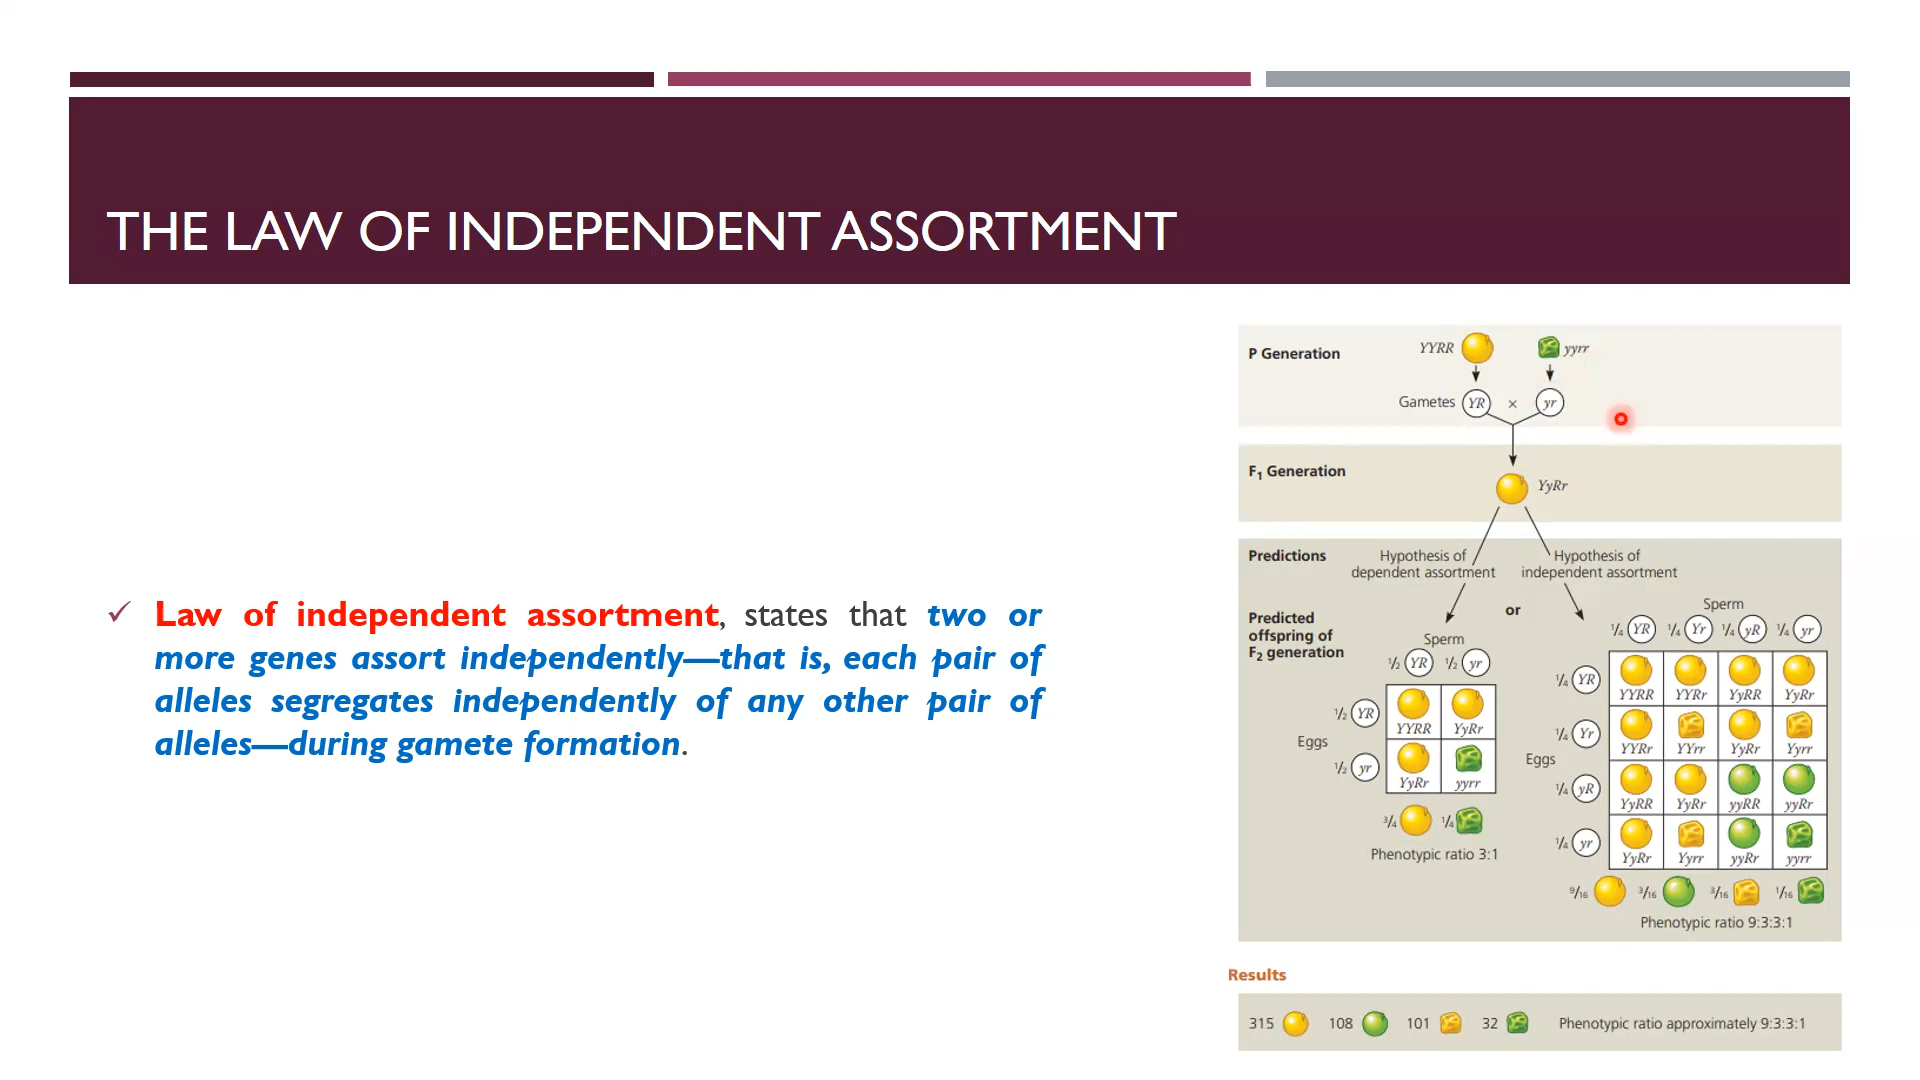 THE LAW OF INDEPENDENT ASSORTMENT
✓ Law of independent assortment, states that two or
more genes assort independently—that is, each pair of
alleles segregates independently of any other pair of
alleles—during gamete formation.
P Generation
YYRR yyrr
Gametes YR × yr
F1 Generation
YyRr
Predictions
Hypothesis of
dependent assortment
or
Hypothesis of
independent assortment
Predicted
offspring of
F2 generation
Sperm
1/2 YR 1/2 yr
Eggs
1/2 YR YYRR YyRr
1/2 yr YyRr yyrr
3/4 1/4
Phenotypic ratio 3:1
Sperm
1/4 YR 1/4 Yr 1/4 yR 1/4 yr
Eggs
1/4 YR YYRR YYRr YyRR YyRr
1/4 Yr YYRr YYrr YyRr Yyrr
1/4 yR YyRR YyRr yyRR yyRr
1/4 yr YyRr Yyrr yyRr yyrr
9/16 3/16 3/16 1/16
Phenotypic ratio 9:3:3:1
Results
315 108 101 32 Phenotypic ratio approximately 9:3:3:1